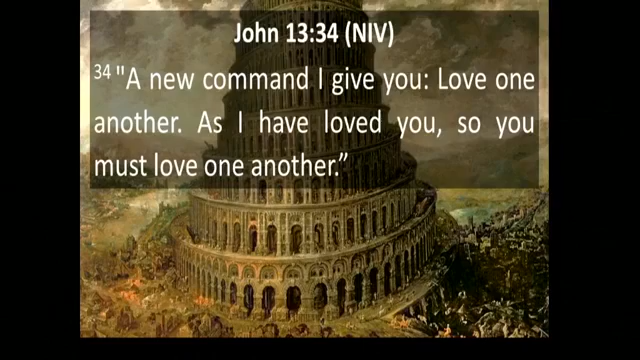 John 13:34 (NIV)
34 "A new command I give you: Love one
another. As I have loved you, so you
must love one another.”